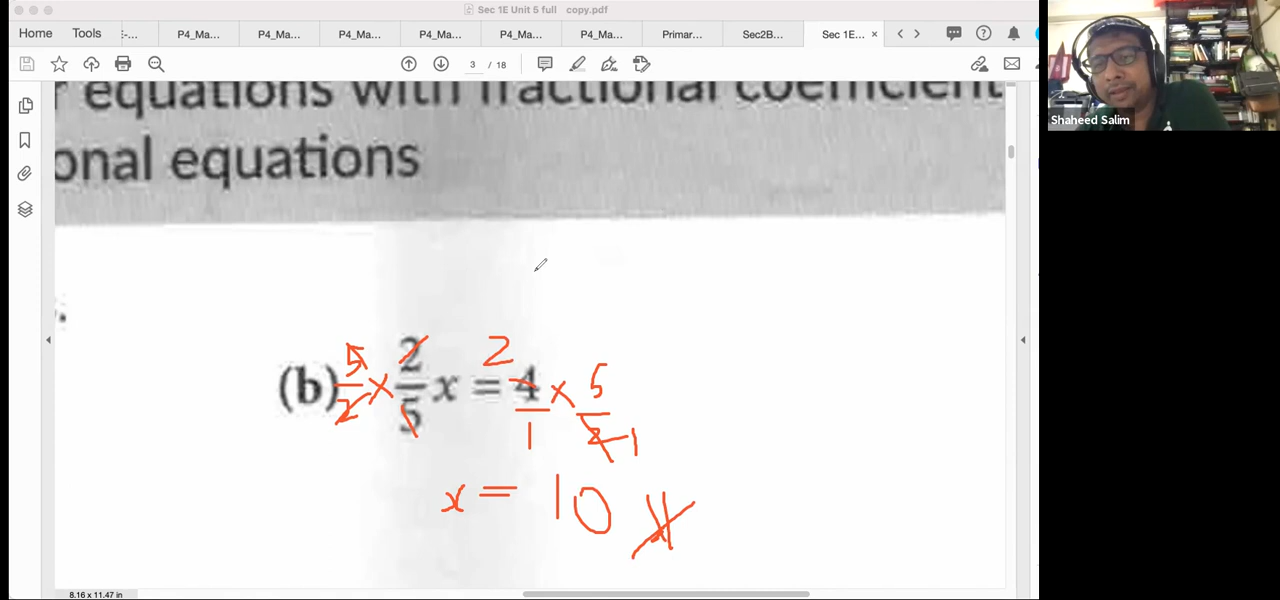 Sec 1E Unit 5 full copy.pdf
Home Tools :-... P4_Ma... P4_Ma... P4_Ma... P4_Ma... P4_Ma... P4_Ma... Primar... Sec2B... Sec 1E... ×
3 / 18
r equations with fractional coefficient
onal equations
Shaheed Salim
(b) 5/2 × 2/5 x = 4/1 × 5/2
2
1
x = 10
8.16 x 11.47 in